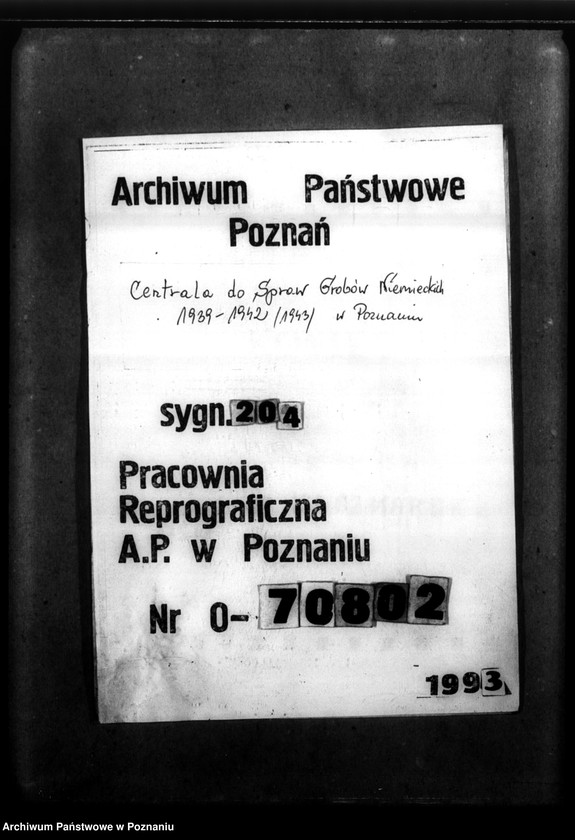 Archiwum Państwowe
Poznań
Centrala do Spraw Grobów Niemieckich
1939-1942 /1943/ w Poznaniu
sygn. 204
Pracownia
Reprograficzna
A.P. w Poznaniu
Nr O-70802
1993
Archiwum Państwowe w Poznaniu